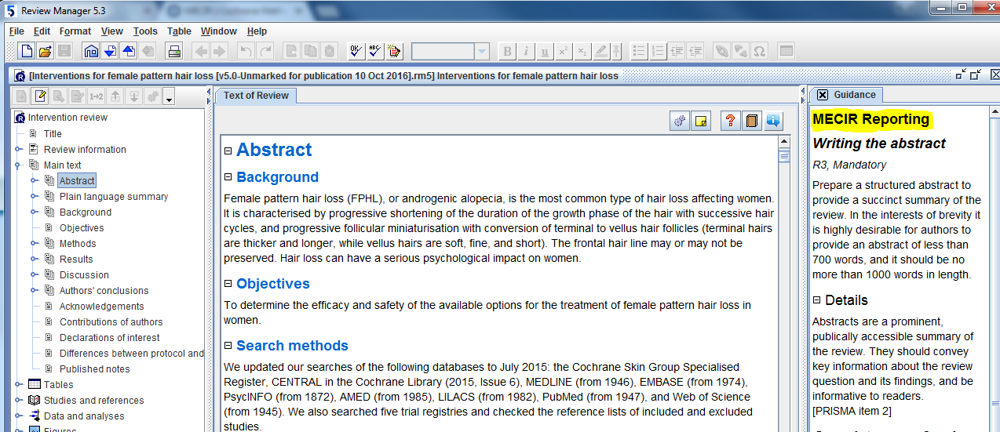 Review Manager 5.3
File Edit Format View Tools Table Window Help
OK ABC B i u x² x₂ Ω
[Interventions for female pattern hair loss [v5.0-Unmarked for publication 10 Oct 2016].rm5] Interventions for female pattern hair loss
1→2
Intervention review
Title
Review information
Main text
Abstract
Plain language summary
Background
Objectives
Methods
Results
Discussion
Authors' conclusions
Acknowledgements
Contributions of authors
Declarations of interest
Differences between protocol and
Published notes
Tables
Studies and references
Data and analyses
Figures
Text of Review
Abstract
Background
Female pattern hair loss (FPHL), or androgenic alopecia, is the most common type of hair loss affecting women.
It is characterised by progressive shortening of the duration of the growth phase of the hair with successive hair
cycles, and progressive follicular miniaturisation with conversion of terminal to vellus hair follicles (terminal hairs
are thicker and longer, while vellus hairs are soft, fine, and short). The frontal hair line may or may not be
preserved. Hair loss can have a serious psychological impact on women.
Objectives
To determine the efficacy and safety of the available options for the treatment of female pattern hair loss in
women.
Search methods
We updated our searches of the following databases to July 2015: the Cochrane Skin Group Specialised
Register, CENTRAL in the Cochrane Library (2015, Issue 6), MEDLINE (from 1946), EMBASE (from 1974),
PsycINFO (from 1872), AMED (from 1985), LILACS (from 1982), PubMed (from 1947), and Web of Science
(from 1945). We also searched five trial registries and checked the reference lists of included and excluded
studies.
Guidance
MECIR Reporting
Writing the abstract
R3, Mandatory
Prepare a structured abstract to
provide a succinct summary of the
review. In the interests of brevity it
is highly desirable for authors to
provide an abstract of less than
700 words, and it should be no
more than 1000 words in length.
Details
Abstracts are a prominent,
publically accessible summary of
the review. They should convey
key information about the review
question and its findings, and be
informative to readers.
[PRISMA item 2]